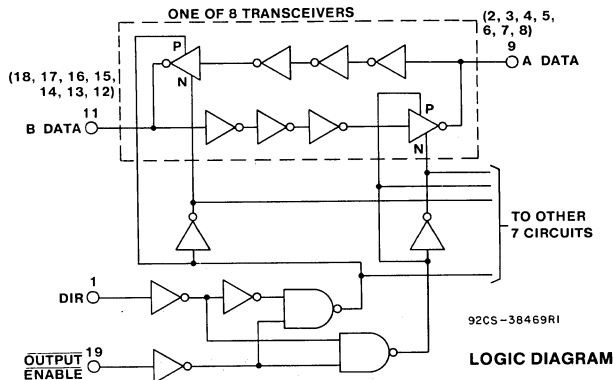 ONE OF 8 TRANSCEIVERS
(2, 3, 4, 5,
6, 7, 8)
9
A DATA
P
N
(18, 17, 16, 15,
14, 13, 12)
11
B DATA
P
N
TO OTHER
7 CIRCUITS
1
DIR
92CS-38469RI
19
OUTPUT
ENABLE
LOGIC DIAGRAM